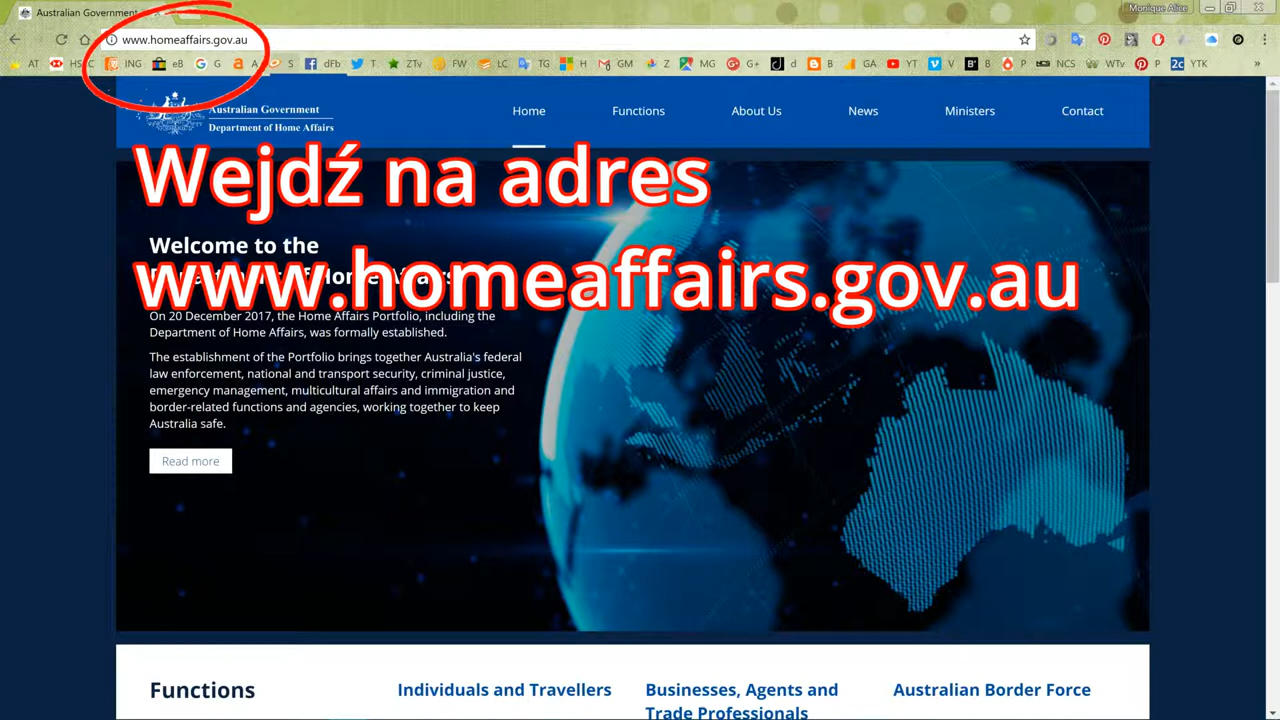 Australian Government
Monique Alice
www.homeaffairs.gov.au
AT
ING
eB
G
A
S
dFb
T
ZTv
FW
LC
TG
H
GM
Z
MG
G+
d
B
GA
YT
V
B
P
NCS
WTv
P
YTK
»
Australian Government
Department of Home Affairs
Home
Functions
About Us
News
Ministers
Contact
Wejdź na adres
www.homeaffairs.gov.au
Welcome to the
On 20 December 2017, the Home Affairs Portfolio, including the
Department of Home Affairs, was formally established.
The establishment of the Portfolio brings together Australia's federal
law enforcement, national and transport security, criminal justice,
emergency management, multicultural affairs and immigration and
border-related functions and agencies, working together to keep
Australia safe.
Read more
Functions
Individuals and Travellers
Businesses, Agents and
Trade Professionals
Australian Border Force